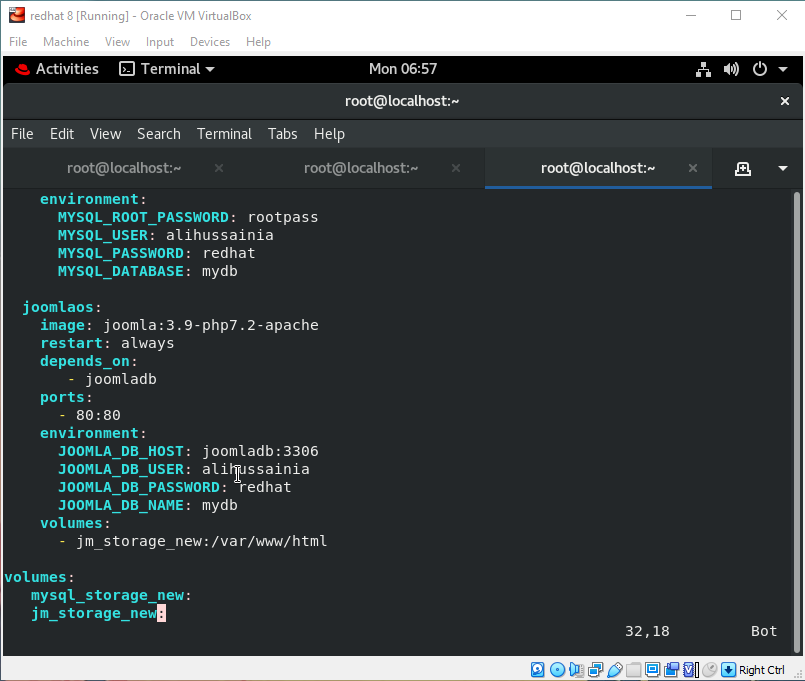 redhat 8 [Running] - Oracle VM VirtualBox
File Machine View Input Devices Help
Activities Terminal Mon 06:57
root@localhost:~
File Edit View Search Terminal Tabs Help
root@localhost:~ root@localhost:~ root@localhost:~
environment:
MYSQL_ROOT_PASSWORD: rootpass
MYSQL_USER: alihussainia
MYSQL_PASSWORD: redhat
MYSQL_DATABASE: mydb
joomlaos:
image: joomla:3.9-php7.2-apache
restart: always
depends_on:
- joomladb
ports:
- 80:80
environment:
JOOMLA_DB_HOST: joomladb:3306
JOOMLA_DB_USER: alihussainia
JOOMLA_DB_PASSWORD: redhat
JOOMLA_DB_NAME: mydb
volumes:
- jm_storage_new:/var/www/html
volumes:
mysql_storage_new:
jm_storage_new:
32,18 Bot
Right Ctrl